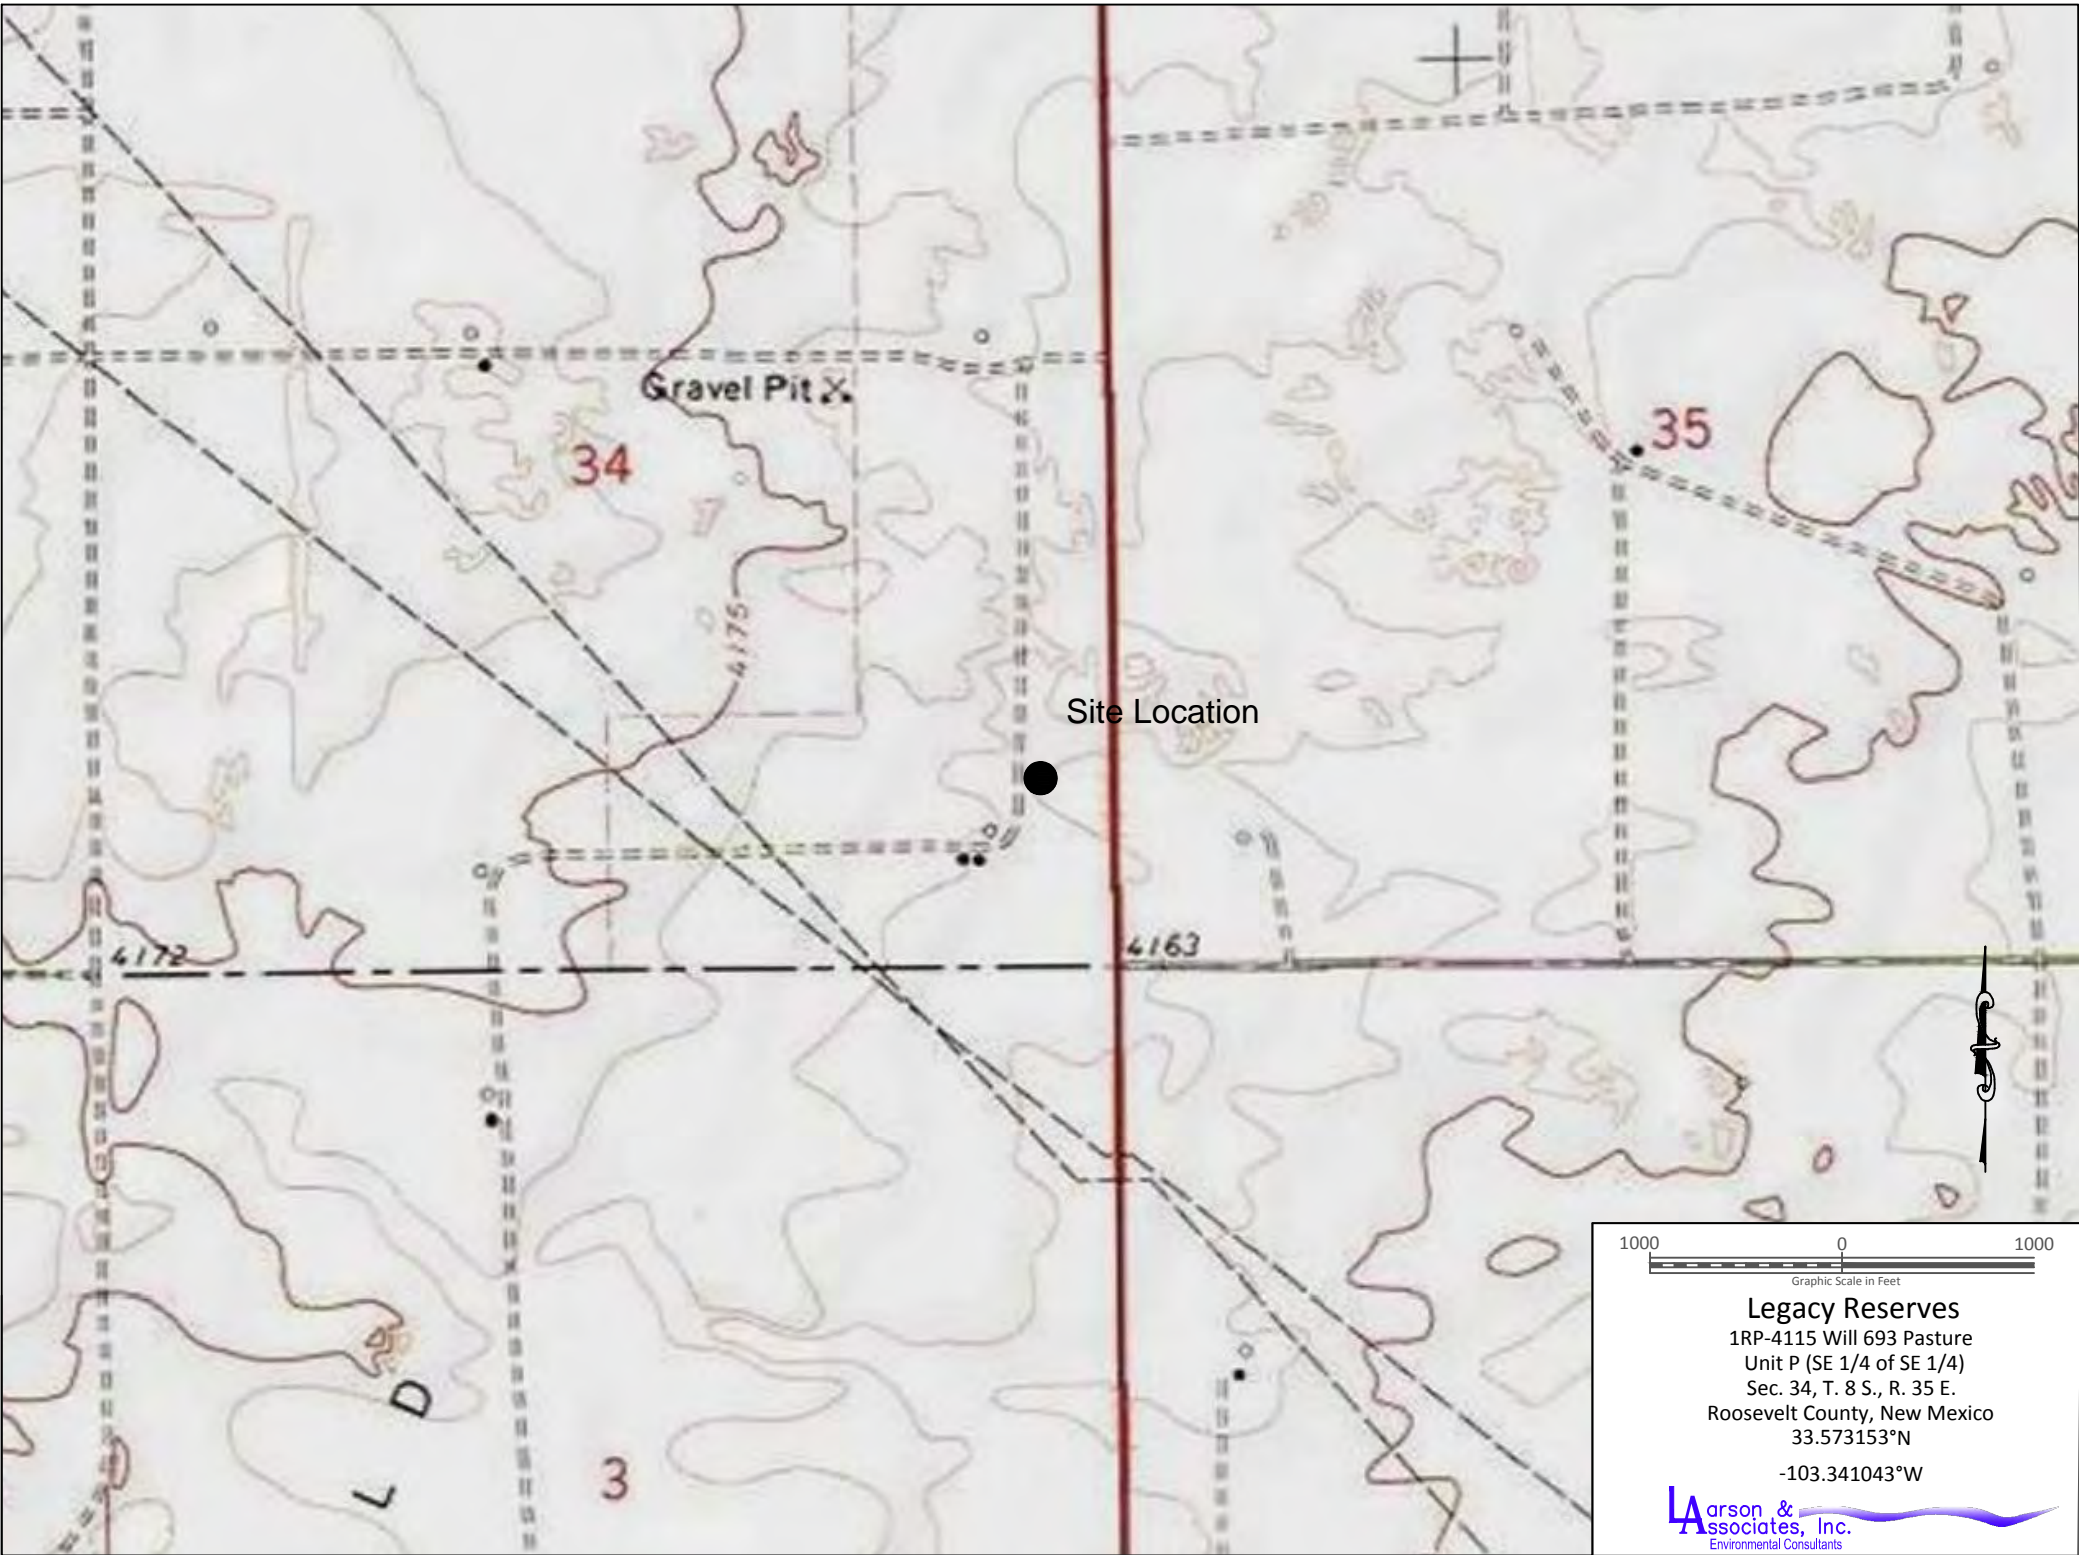 Gravel Pit
34
35
4175
Site Location
4172
4163
L D
3
1000 0 1000
Graphic Scale in Feet
Legacy Reserves
1RP-4115 Will 693 Pasture
Unit P (SE 1/4 of SE 1/4)
Sec. 34, T. 8 S., R. 35 E.
Roosevelt County, New Mexico
33.573153°N
-103.341043°W
Larson &
Associates, Inc.
Environmental Consultants